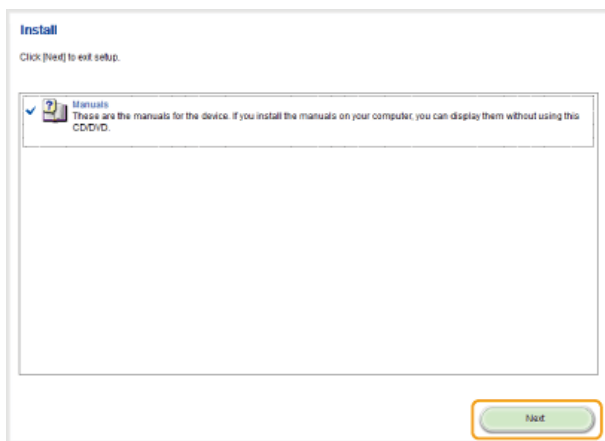 Install
Click [Next] to exit setup.
Manuals
These are the manuals for the device. If you install the manuals on your computer, you can display them without using this
CD/DVD.
Next